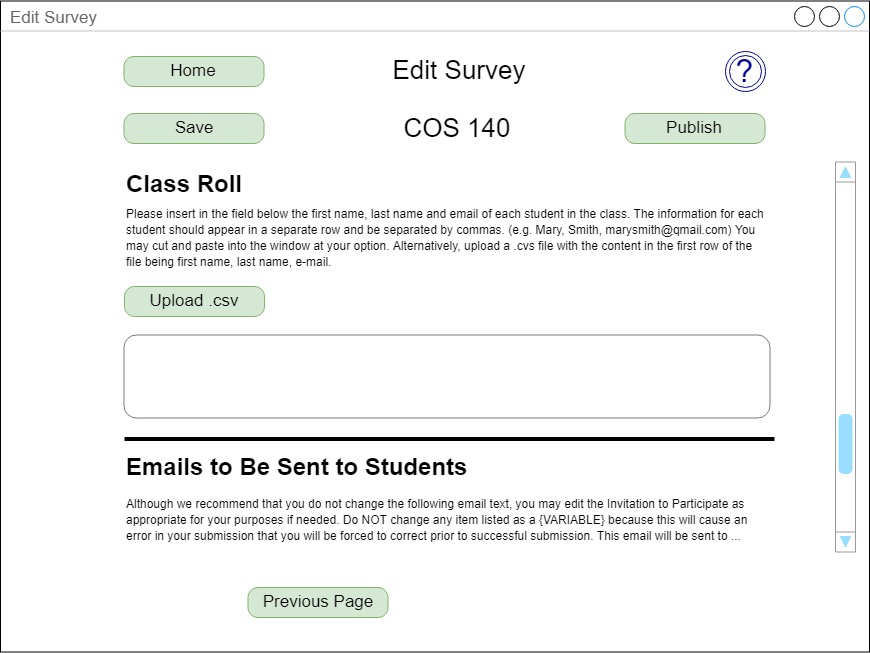 Edit Survey
Home
Edit Survey
?
Save
COS 140
Publish
Class Roll
Please insert in the field below the first name, last name and email of each student in the class. The information for each
student should appear in a separate row and be separated by commas. (e.g. Mary, Smith, marysmith@qmail.com) You
may cut and paste into the window at your option. Alternatively, upload a .cvs file with the content in the first row of the
file being first name, last name, e-mail.
Upload .csv
Emails to Be Sent to Students
Although we recommend that you do not change the following email text, you may edit the Invitation to Participate as
appropriate for your purposes if needed. Do NOT change any item listed as a {VARIABLE} because this will cause an
error in your submission that you will be forced to correct prior to successful submission. This email will be sent to ...
Previous Page